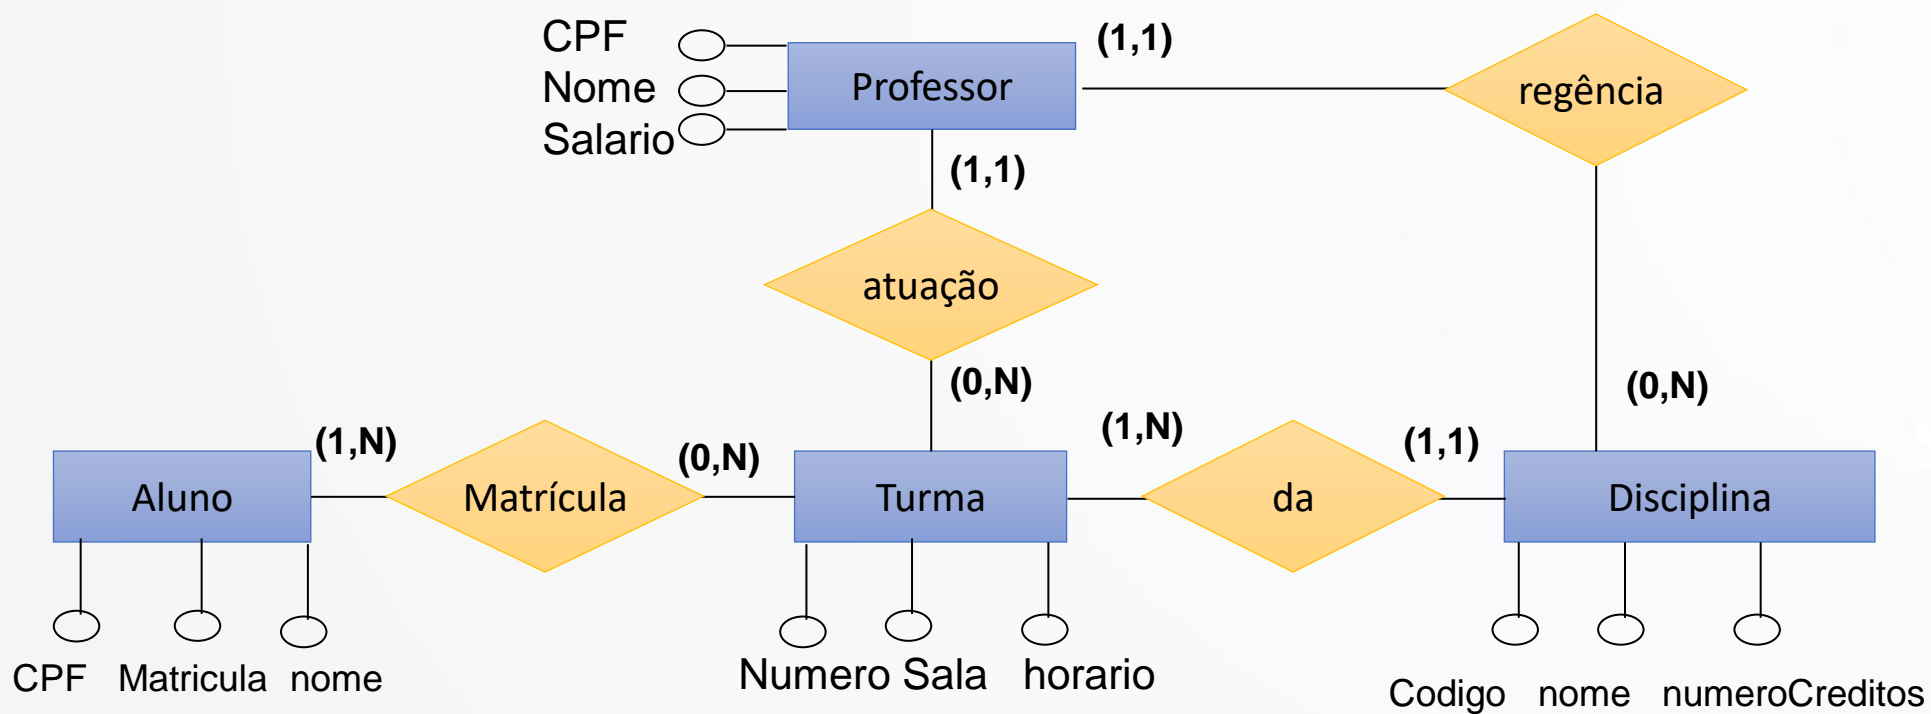 CPF
Nome
Salario
Professor
(1,1)
regência
(1,1)
atuação
(0,N)
(0,N)
Aluno
(1,N)
Matrícula
(0,N)
Turma
(1,N)
da
(1,1)
Disciplina
CPF Matricula nome
Numero Sala horario
Codigo nome numeroCreditos